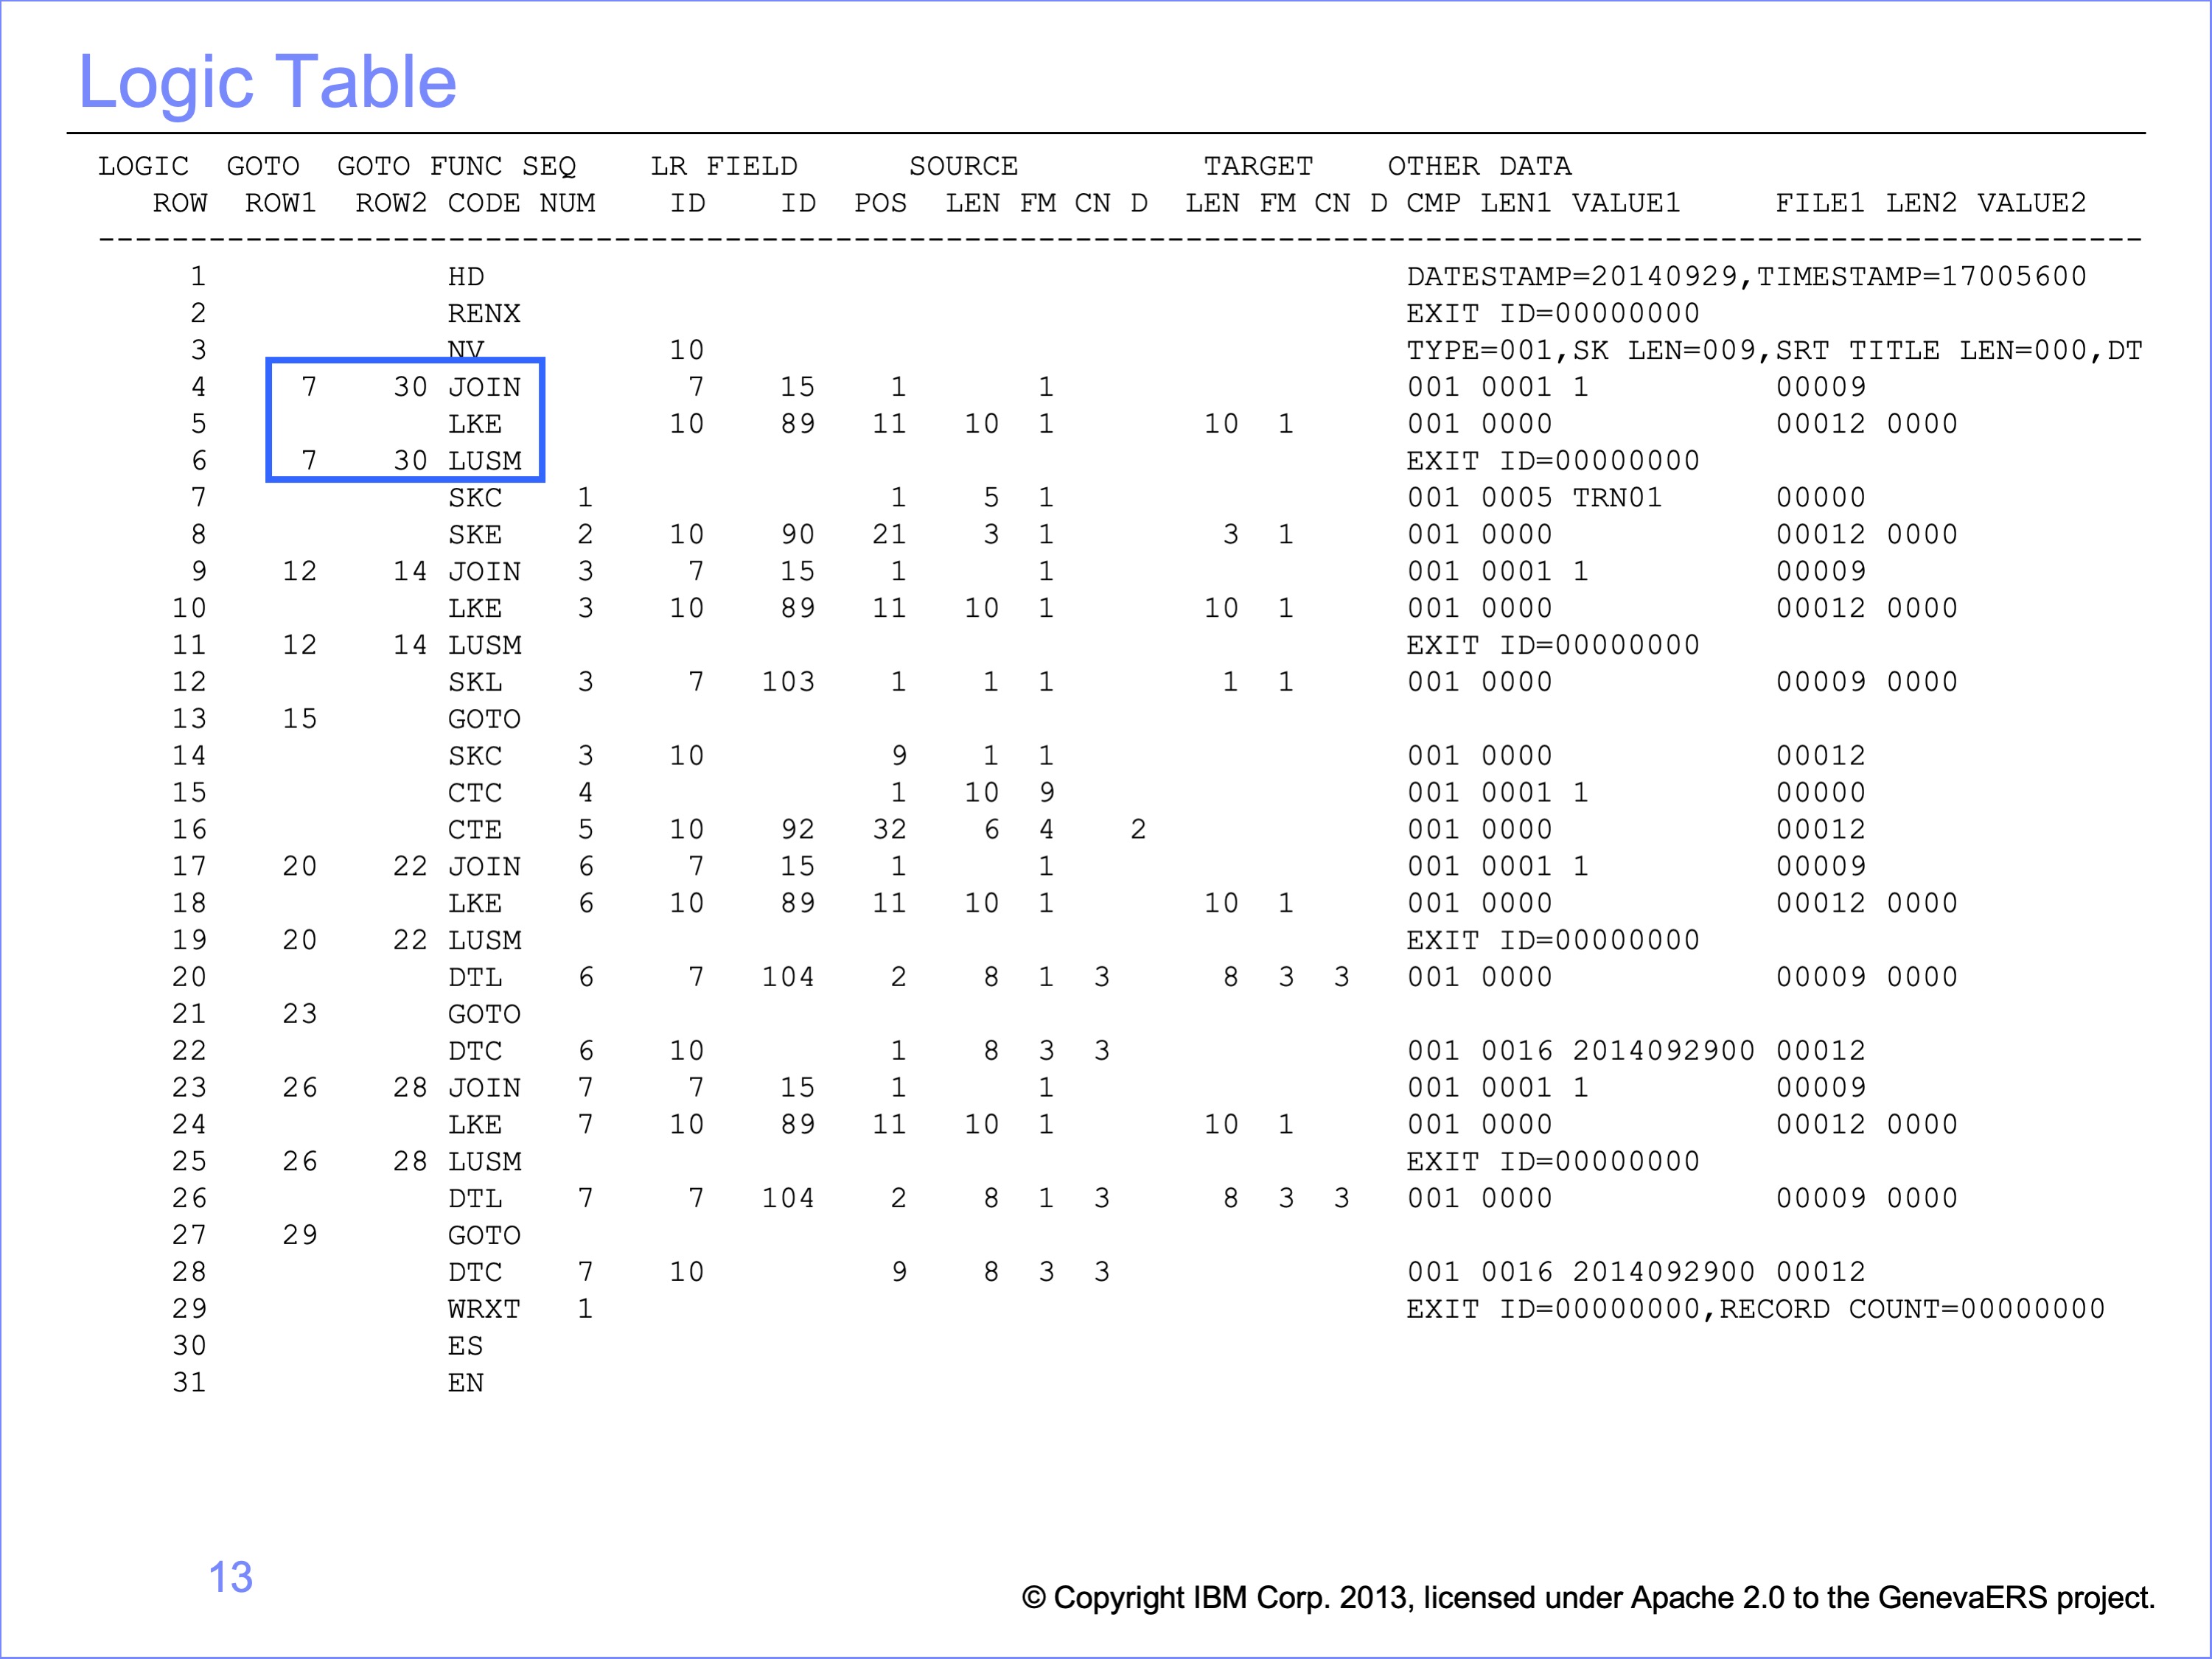 Logic Table
LOGIC  GOTO  GOTO FUNC SEQ    LR FIELD      SOURCE          TARGET    OTHER DATA
ROW  ROW1  ROW2 CODE NUM    ID    ID  POS  LEN FM CN D  LEN FM CN D CMP LEN1 VALUE1     FILE1 LEN2 VALUE2
---------------------------------------------------------------------------------------------------------------
1 HD DATESTAMP=20140929,TIMESTAMP=17005600
2 RENX EXIT ID=00000000
3 NV 10 TYPE=001,SK LEN=009,SRT TITLE LEN=000,DT
4 7 30 JOIN 7 15 1 1 001 0001 1 00009
5 LKE 10 89 11 10 1 10 1 001 0000 00012 0000
6 7 30 LUSM EXIT ID=00000000
7 SKC 1 1 5 1 001 0005 TRN01 00000
8 SKE 2 10 90 21 3 1 3 1 001 0000 00012 0000
9 12 14 JOIN 3 7 15 1 1 001 0001 1 00009
10 LKE 3 10 89 11 10 1 10 1 001 0000 00012 0000
11 12 14 LUSM EXIT ID=00000000
12 SKL 3 7 103 1 1 1 1 1 001 0000 00009 0000
13 15 GOTO
14 SKC 3 10 9 1 1 001 0000 00012
15 CTC 4 1 10 9 001 0001 1 00000
16 CTE 5 10 92 32 6 4 2 001 0000 00012
17 20 22 JOIN 6 7 15 1 1 001 0001 1 00009
18 LKE 6 10 89 11 10 1 10 1 001 0000 00012 0000
19 20 22 LUSM EXIT ID=00000000
20 DTL 6 7 104 2 8 1 3 8 3 3 001 0000 00009 0000
21 23 GOTO
22 DTC 6 10 1 8 3 3 001 0016 2014092900 00012
23 26 28 JOIN 7 7 15 1 1 001 0001 1 00009
24 LKE 7 10 89 11 10 1 10 1 001 0000 00012 0000
25 26 28 LUSM EXIT ID=00000000
26 DTL 7 7 104 2 8 1 3 8 3 3 001 0000 00009 0000
27 29 GOTO
28 DTC 7 10 9 8 3 3 001 0016 2014092900 00012
29 WRXT 1 EXIT ID=00000000,RECORD COUNT=00000000
30 ES
31 EN
13
© Copyright IBM Corp. 2013, licensed under Apache 2.0 to the GenevaERS project.